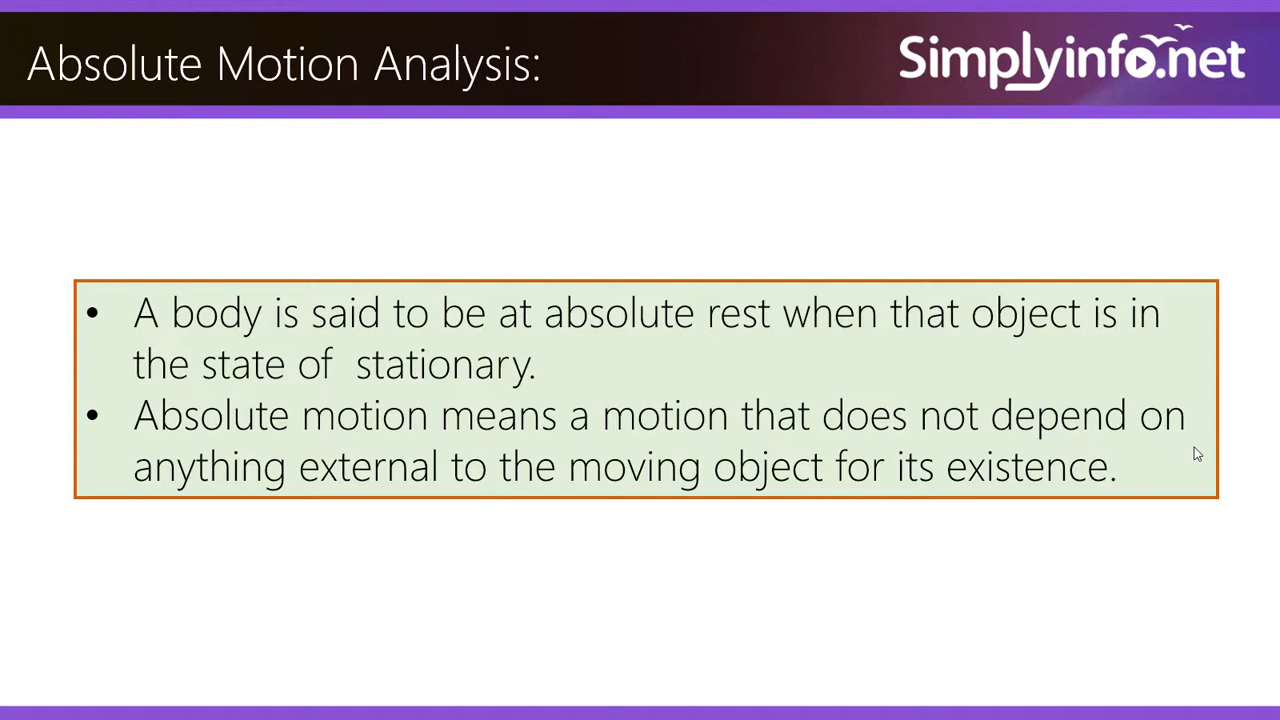 Absolute Motion Analysis:
Simplyinfo.net
• A body is said to be at absolute rest when that object is in
the state of  stationary.
• Absolute motion means a motion that does not depend on
anything external to the moving object for its existence.